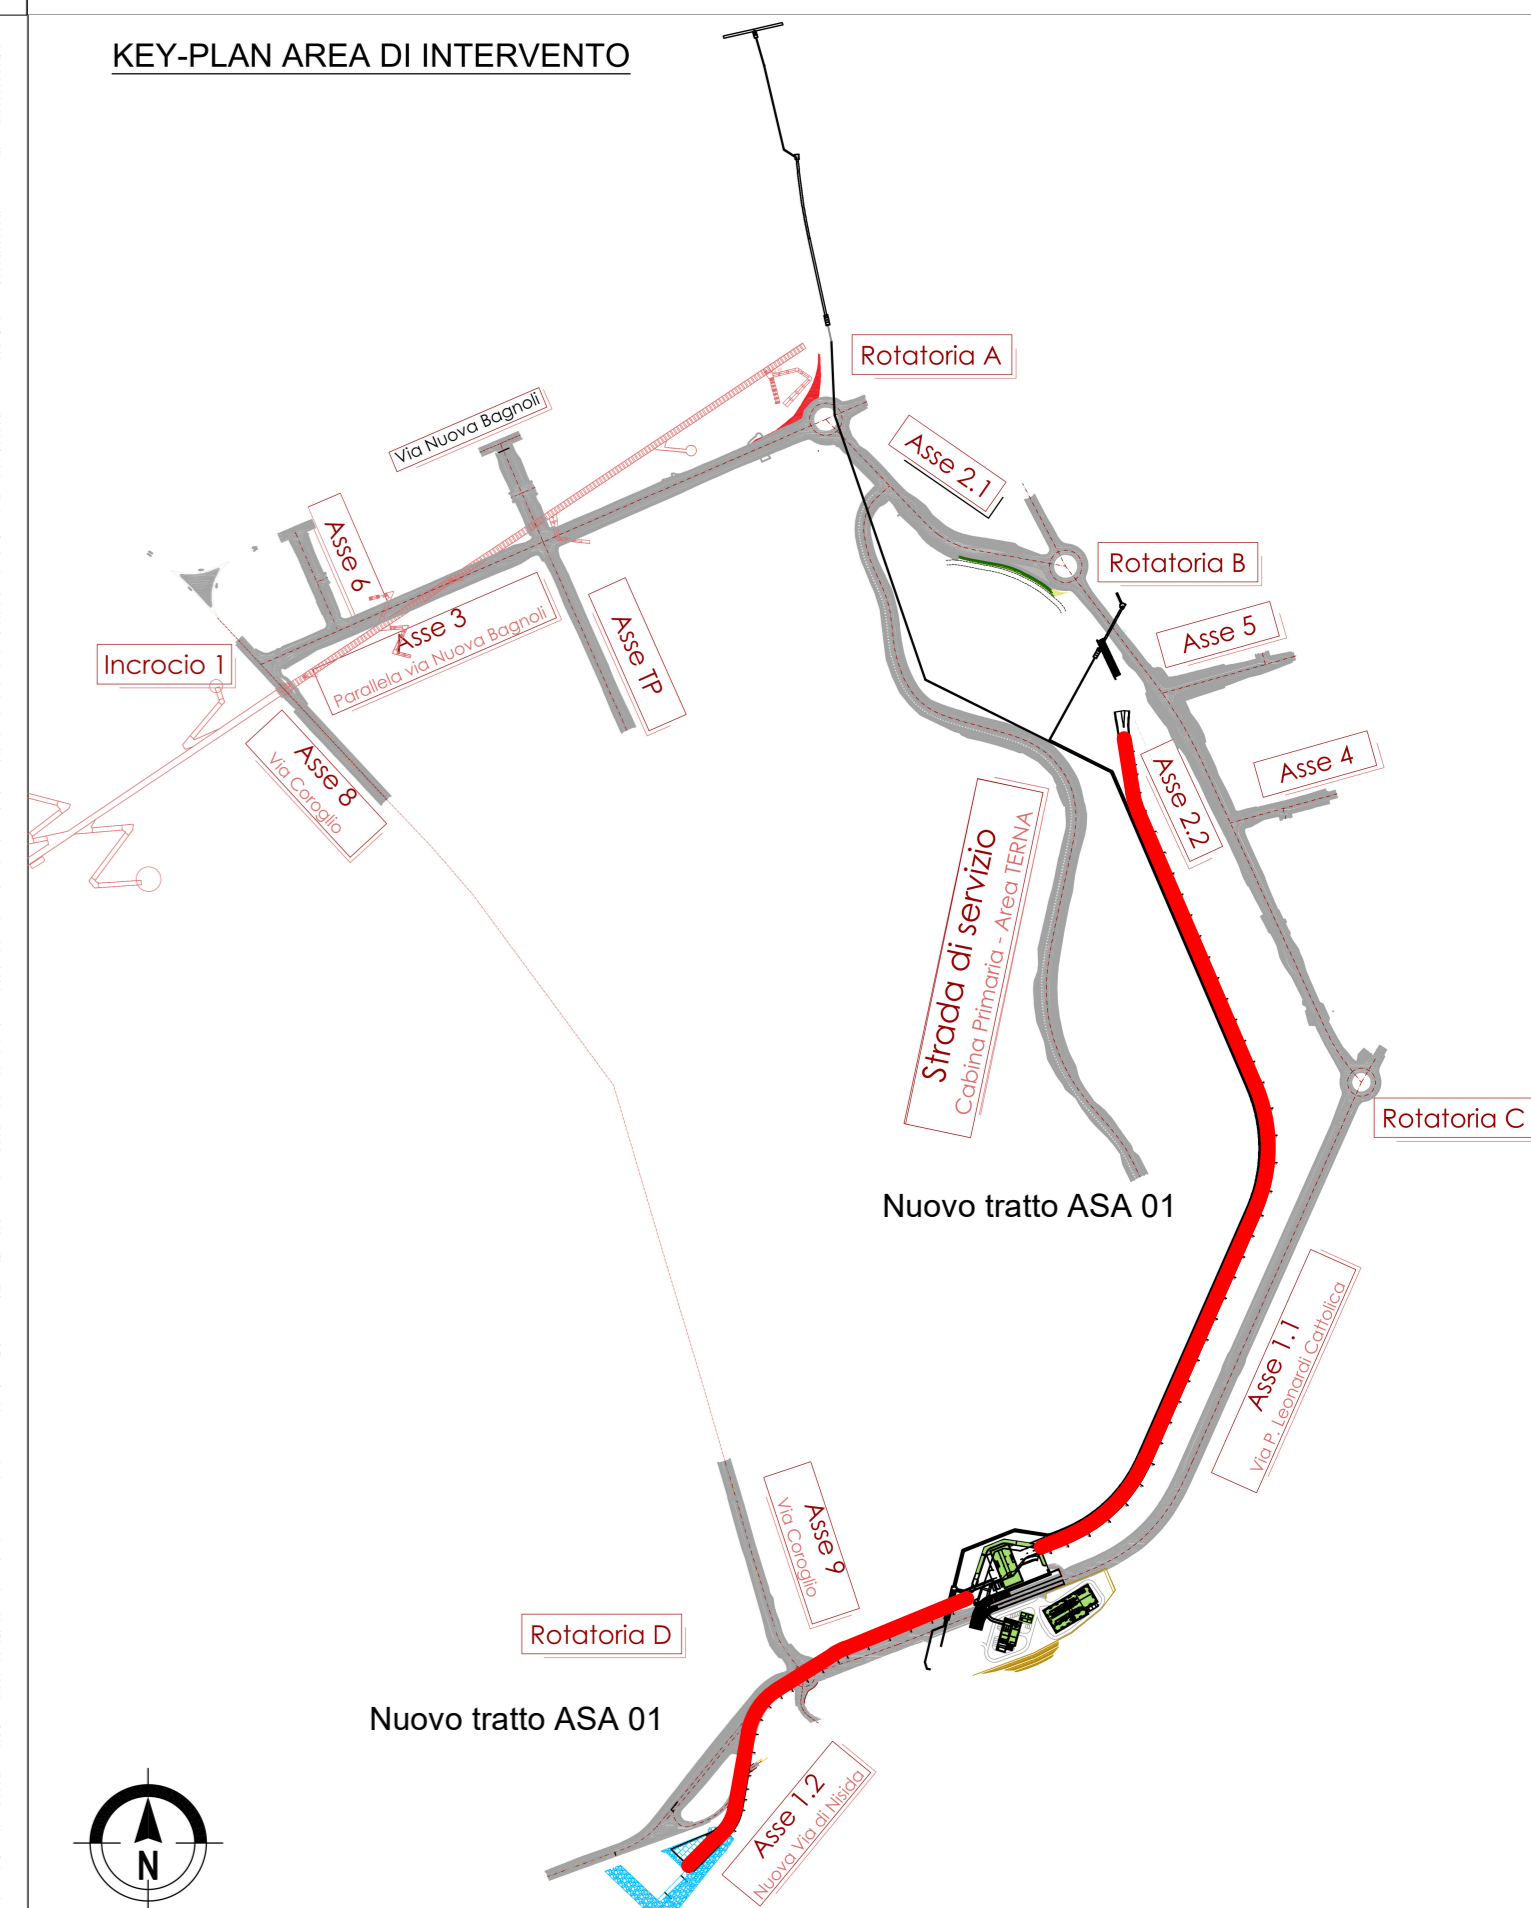 KEY-PLAN AREA DI INTERVENTO
Rotatoria A
Via Nuova Bagnoli
Asse 2.1
Asse 6
Rotatoria B
Asse 3
Parallela via Nuova Bagnoli
Asse TP
Asse 5
Incrocio 1
Asse 8
Via Coroglio
Asse 2.2
Asse 4
Strada di servizio
Cabina Primaria - Area TERNA
Rotatoria C
Nuovo tratto ASA 01
Asse 1.1
Via P. Leonardi Cattolica
Asse 9
Via Coroglio
Rotatoria D
Nuovo tratto ASA 01
Asse 1.2
Nuova Via di Nisida
N